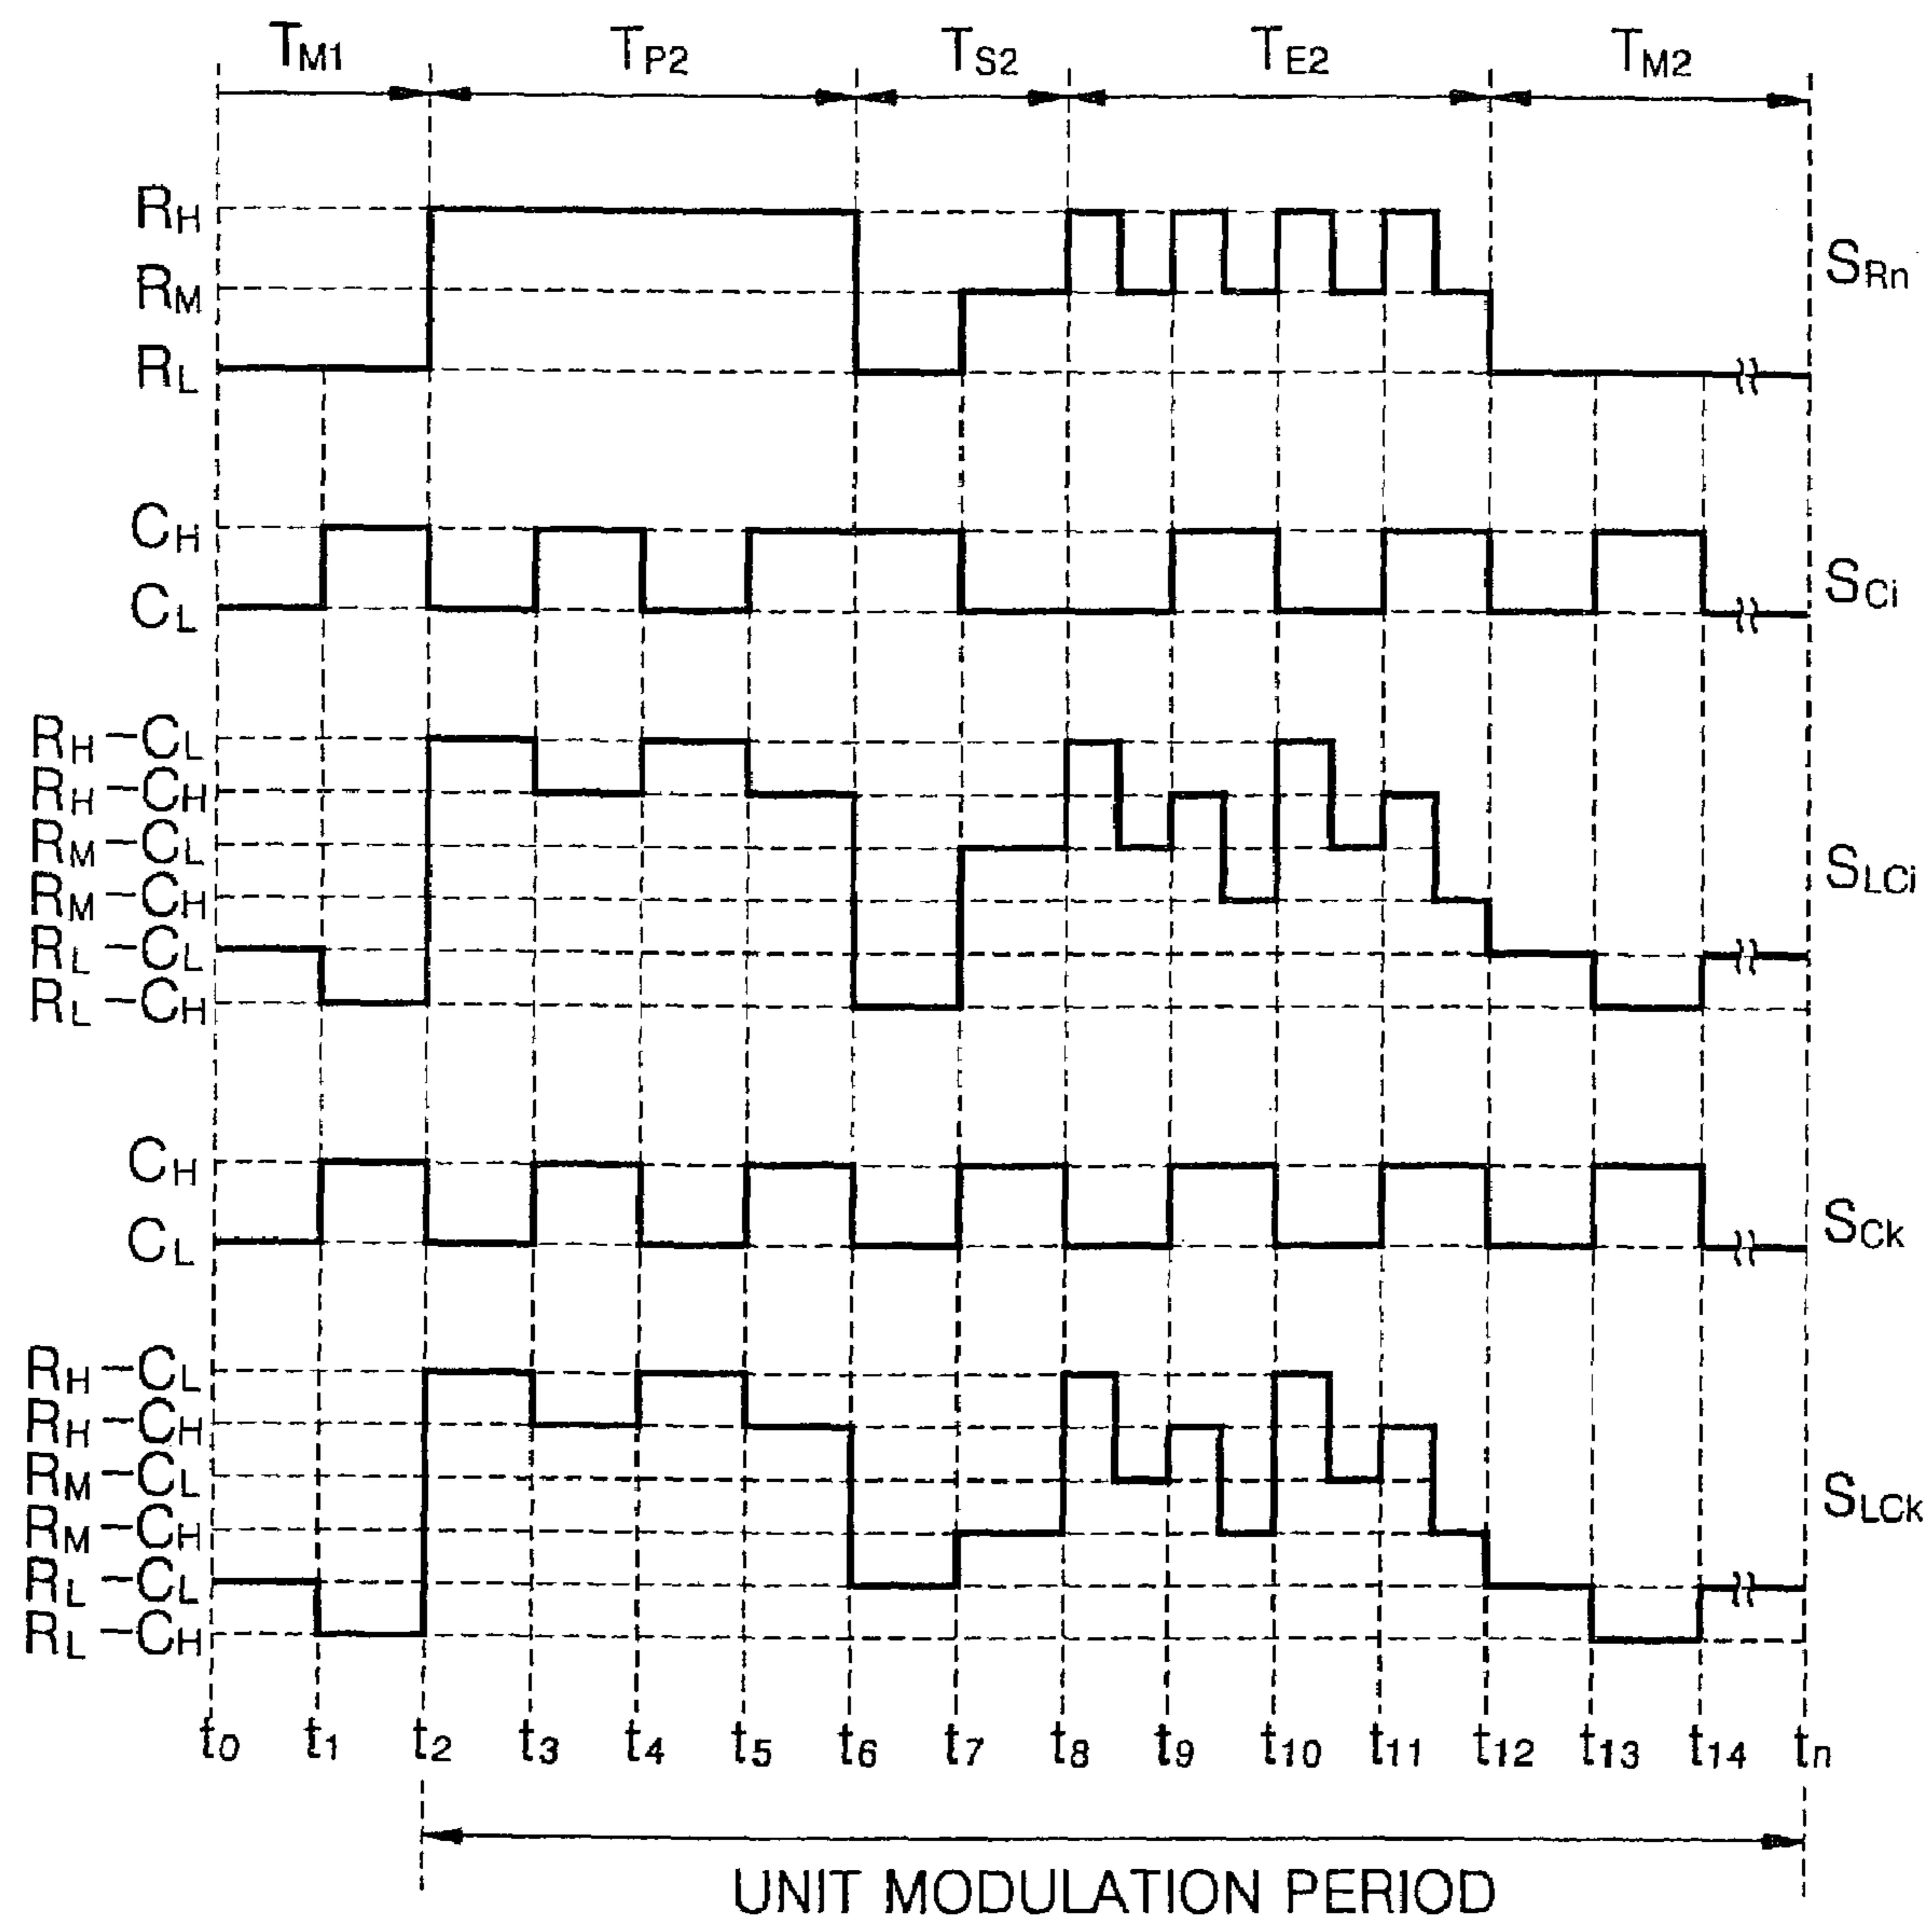 TM1 TP2 TS2 TE2 TM2
RH
RM
RL
SRn
CH
CL
SCi
RH-CL
RH-CH
RM-CL
RM-CH
RL-CL
RL-CH
SLCi
CH
CL
SCk
RH-CL
RH-CH
RM-CL
RM-CH
RL-CL
RL-CH
SLCk
t0 t1 t2 t3 t4 t5 t6 t7 t8 t9 t10 t11 t12 t13 t14 tn
UNIT MODULATION PERIOD